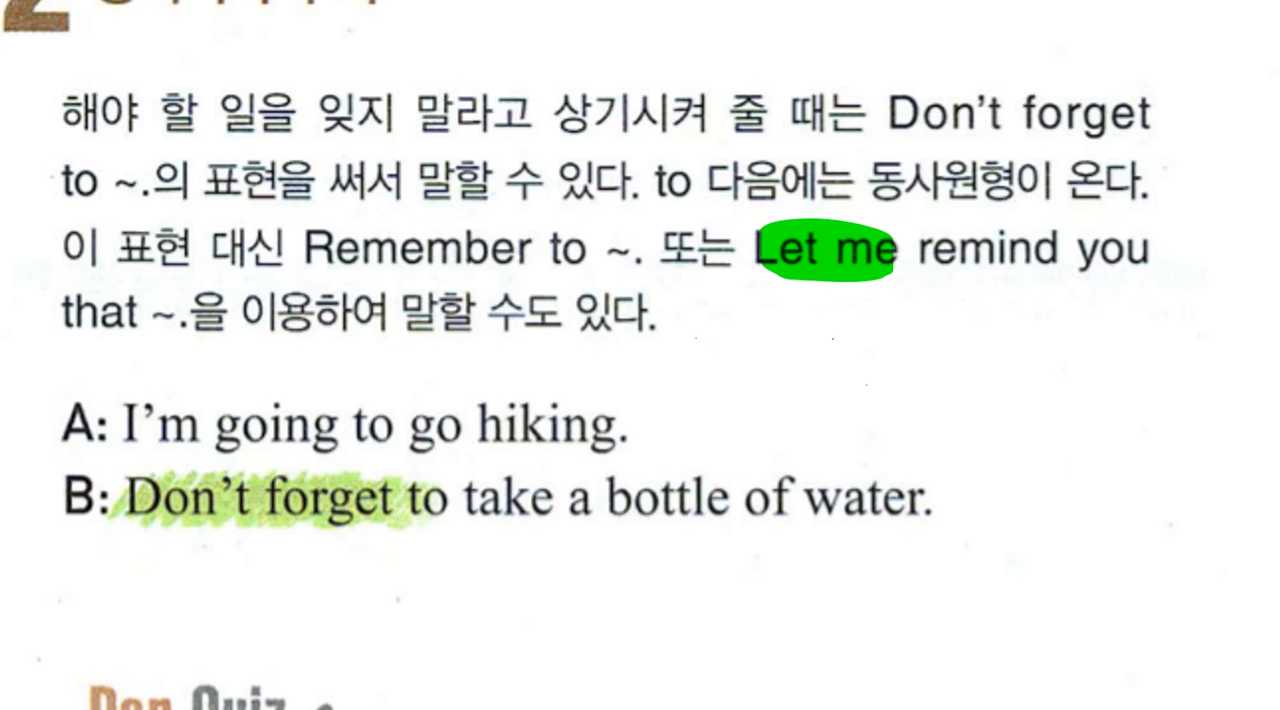 2
해야 할 일을 잊지 말라고 상기시켜 줄 때는 Don't forget
to ~.의 표현을 써서 말할 수 있다. to 다음에는 동사원형이 온다.
이 표현 대신 Remember to ~. 또는 Let me remind you
that ~.을 이용하여 말할 수도 있다.
A: I'm going to go hiking.
B: Don't forget to take a bottle of water.
Pop Quiz